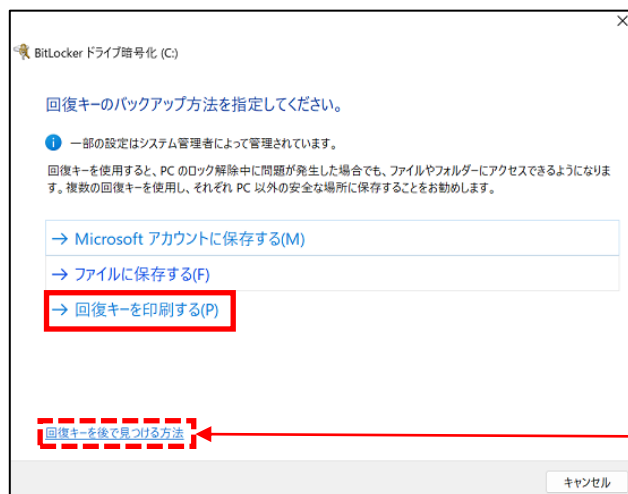 BitLocker ドライブ暗号化 (C:)
回復キーのバックアップ方法を指定してください。
一部の設定はシステム管理者によって管理されています。
回復キーを使用すると、PC のロック解除中に問題が発生した場合でも、ファイルやフォルダーにアクセスできるようになりま
す。複数の回復キーを使用し、それぞれ PC 以外の安全な場所に保存することをお勧めします。
→ Microsoft アカウントに保存する(M)
→ ファイルに保存する(F)
→ 回復キーを印刷する(P)
回復キーを後で見つける方法
キャンセル